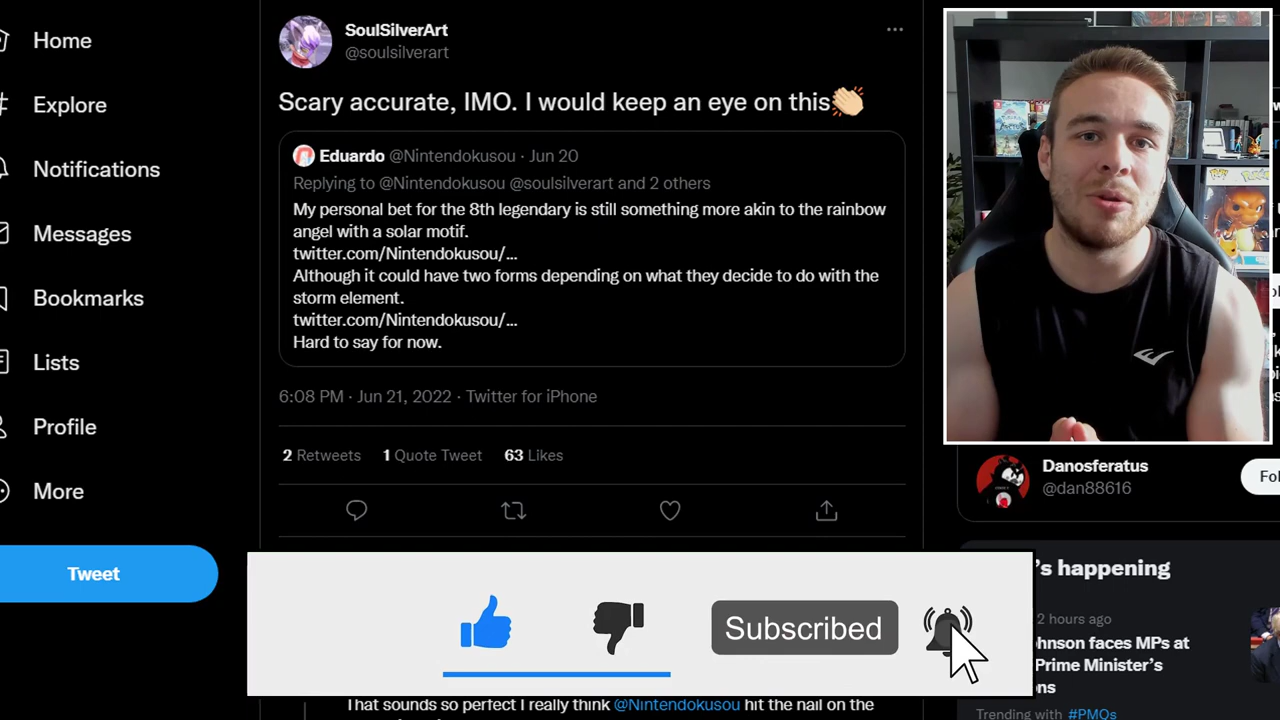 Home
Explore
Notifications
Messages
Bookmarks
Lists
Profile
More
Tweet
SoulSilverArt
@soulsilverart
Scary accurate, IMO. I would keep an eye on this👏🏻
Eduardo @Nintendokusou · Jun 20
Replying to @Nintendokusou @soulsilverart and 2 others
My personal bet for the 8th legendary is still something more akin to the rainbow
angel with a solar motif.
twitter.com/Nintendokusou/...
Although it could have two forms depending on what they decide to do with the
storm element.
twitter.com/Nintendokusou/...
Hard to say for now.
6:08 PM · Jun 21, 2022 · Twitter for iPhone
2 Retweets 1 Quote Tweet 63 Likes
Subscribed
That sounds so perfect I really think @Nintendokusou hit the nail on the
Danosferatus
@dan88616
Fol
's happening
2 hours ago
ohnson faces MPs at
Prime Minister's
ons
Trending with #PMQs